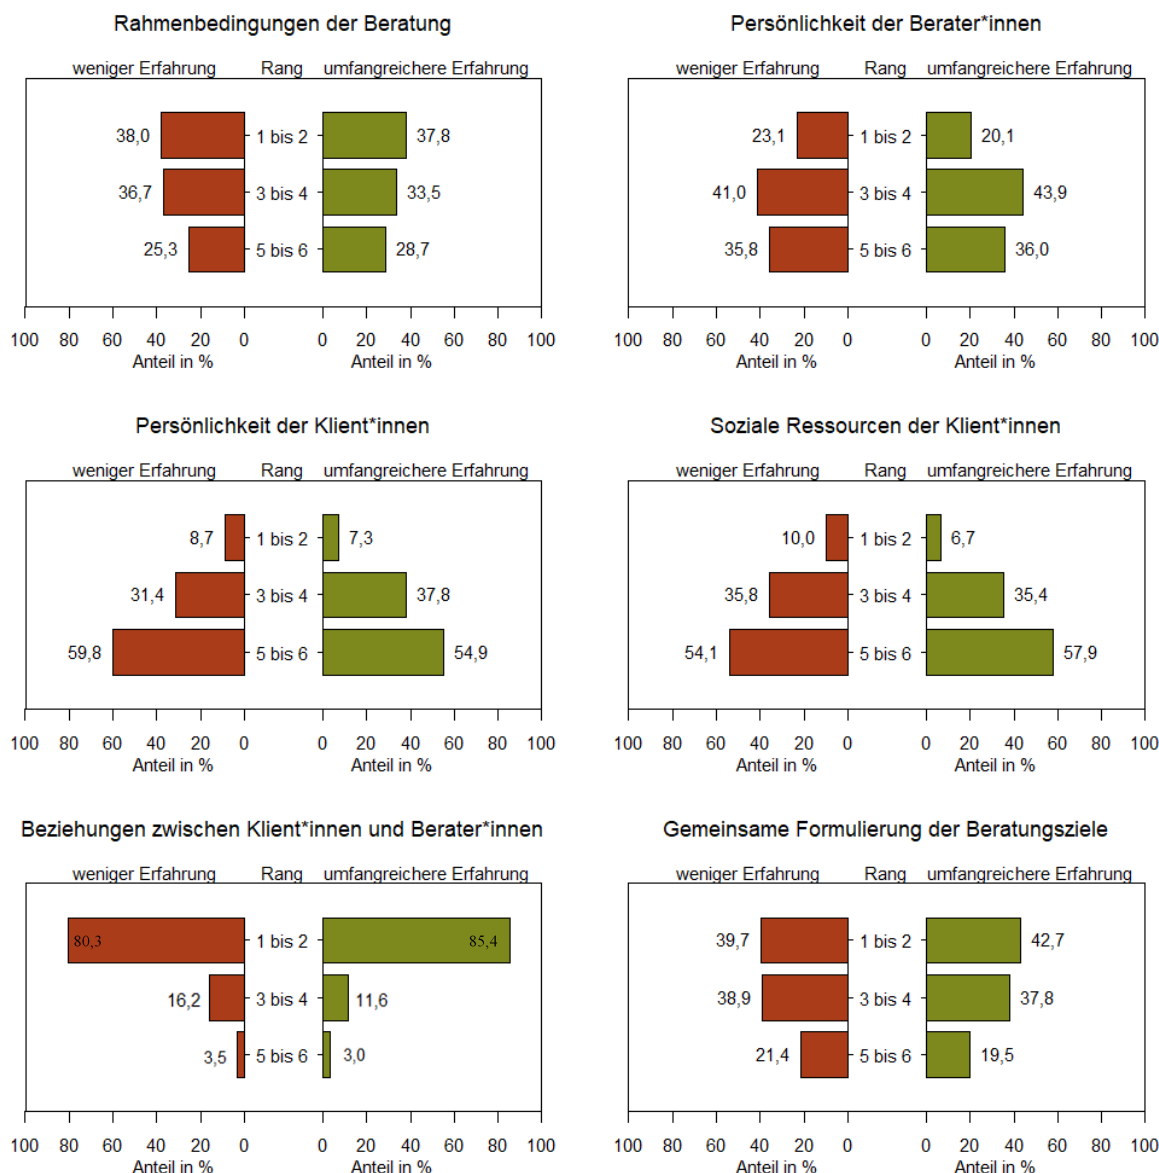 Rahmenbedingungen der Beratung
weniger Erfahrung Rang umfangreichere Erfahrung
38,0 1 bis 2 37,8
36,7 3 bis 4 33,5
25,3 5 bis 6 28,7
100 80 60 40 20 0 0 20 40 60 80 100
Anteil in % Anteil in %
Persönlichkeit der Berater*innen
weniger Erfahrung Rang umfangreichere Erfahrung
23,1 1 bis 2 20,1
41,0 3 bis 4 43,9
35,8 5 bis 6 36,0
100 80 60 40 20 0 0 20 40 60 80 100
Anteil in % Anteil in %
Persönlichkeit der Klient*innen
weniger Erfahrung Rang umfangreichere Erfahrung
8,7 1 bis 2 7,3
31,4 3 bis 4 37,8
59,8 5 bis 6 54,9
100 80 60 40 20 0 0 20 40 60 80 100
Anteil in % Anteil in %
Soziale Ressourcen der Klient*innen
weniger Erfahrung Rang umfangreichere Erfahrung
10,0 1 bis 2 6,7
35,8 3 bis 4 35,4
54,1 5 bis 6 57,9
100 80 60 40 20 0 0 20 40 60 80 100
Anteil in % Anteil in %
Beziehungen zwischen Klient*innen und Berater*innen
weniger Erfahrung Rang umfangreichere Erfahrung
80,3 1 bis 2 85,4
16,2 3 bis 4 11,6
3,5 5 bis 6 3,0
100 80 60 40 20 0 0 20 40 60 80 100
Anteil in % Anteil in %
Gemeinsame Formulierung der Beratungsziele
weniger Erfahrung Rang umfangreichere Erfahrung
39,7 1 bis 2 42,7
38,9 3 bis 4 37,8
21,4 5 bis 6 19,5
100 80 60 40 20 0 0 20 40 60 80 100
Anteil in % Anteil in %